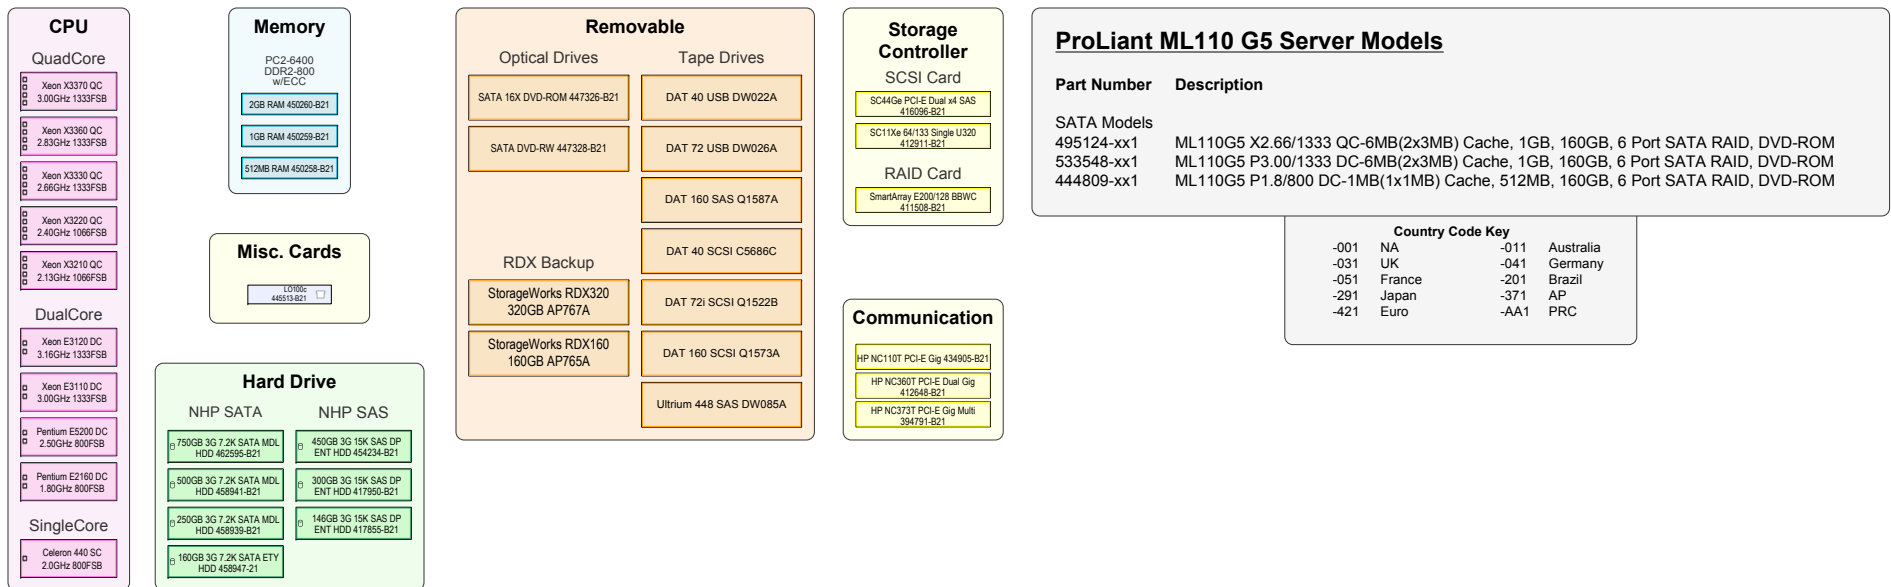 CPU
QuadCore
Xeon X3370 QC
3.00GHz 1333FSB
Xeon X3360 QC
2.83GHz 1333FSB
Xeon X3330 QC
2.66GHz 1333FSB
Xeon X3220 QC
2.40GHz 1066FSB
Xeon X3210 QC
2.13GHz 1066FSB
DualCore
Xeon E3120 DC
3.16GHz 1333FSB
Xeon E3110 DC
3.00GHz 1333FSB
Pentium E5200 DC
2.50GHz 800FSB
Pentium E2160 DC
1.80GHz 800FSB
SingleCore
Celeron 440 SC
2.0GHz 800FSB
Memory
PC2-6400
DDR2-800
w/ECC
2GB RAM 450260-B21
1GB RAM 450259-B21
512MB RAM 450258-B21
Misc. Cards
LO100c
445513-B21
Hard Drive
NHP SATA
750GB 3G 7.2K SATA MDL
HDD 462595-B21
500GB 3G 7.2K SATA MDL
HDD 458941-B21
250GB 3G 7.2K SATA MDL
HDD 458939-B21
160GB 3G 7.2K SATA ETY
HDD 458947-21
NHP SAS
450GB 3G 15K SAS DP
ENT HDD 454234-B21
300GB 3G 15K SAS DP
ENT HDD 417950-B21
146GB 3G 15K SAS DP
ENT HDD 417855-B21
Removable
Optical Drives
SATA 16X DVD-ROM 447326-B21
SATA DVD-RW 447328-B21
RDX Backup
StorageWorks RDX320
320GB AP767A
StorageWorks RDX160
160GB AP765A
Tape Drives
DAT 40 USB DW022A
DAT 72 USB DW026A
DAT 160 SAS Q1587A
DAT 40 SCSI C5686C
DAT 72i SCSI Q1522B
DAT 160 SCSI Q1573A
Ultrium 448 SAS DW085A
Storage
Controller
SCSI Card
SC44Ge PCI-E Dual x4 SAS
416096-B21
SC11Xe 64/133 Single U320
412911-B21
RAID Card
SmartArray E200/128 BBWC
411508-B21
Communication
HP NC110T PCI-E Gig 434905-B21
HP NC360T PCI-E Dual Gig
412648-B21
HP NC373T PCI-E Gig Multi
394791-B21
ProLiant ML110 G5 Server Models
Part Number Description
SATA Models
495124-xx1 ML110G5 X2.66/1333 QC-6MB(2x3MB) Cache, 1GB, 160GB, 6 Port SATA RAID, DVD-ROM
533548-xx1 ML110G5 P3.00/1333 DC-6MB(2x3MB) Cache, 1GB, 160GB, 6 Port SATA RAID, DVD-ROM
444809-xx1 ML110G5 P1.8/800 DC-1MB(1x1MB) Cache, 512MB, 160GB, 6 Port SATA RAID, DVD-ROM
Country Code Key
-001 NA -011 Australia
-031 UK -041 Germany
-051 France -201 Brazil
-291 Japan -371 AP
-421 Euro -AA1 PRC